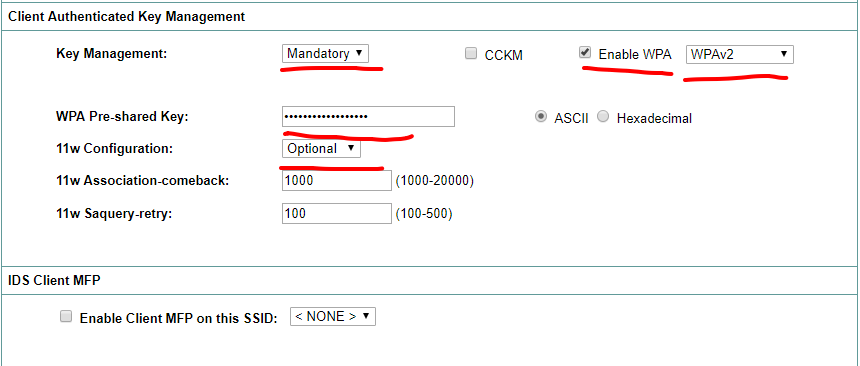 Client Authenticated Key Management
Key Management: Mandatory CCKM Enable WPA WPAv2
WPA Pre-shared Key: •••••••••••••••••• ASCII Hexadecimal
11w Configuration: Optional
11w Association-comeback: 1000 (1000-20000)
11w Saquery-retry: 100 (100-500)
IDS Client MFP
Enable Client MFP on this SSID: < NONE >